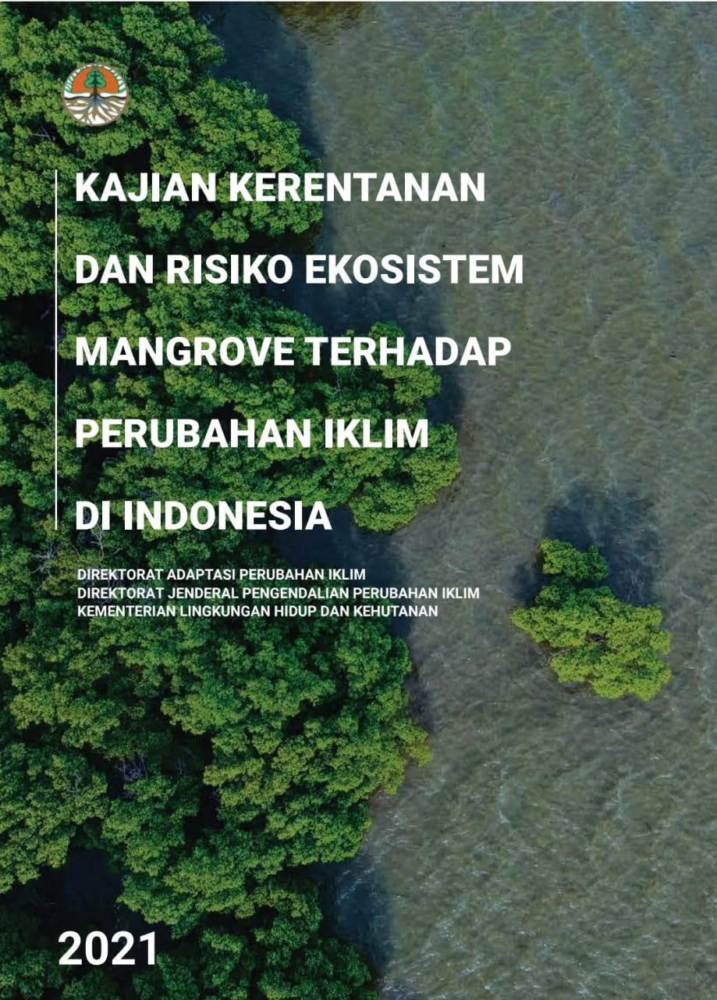 KAJIAN KERENTANAN
DAN RISIKO EKOSISTEM
MANGROVE TERHADAP
PERUBAHAN IKLIM
DI INDONESIA
DIREKTORAT ADAPTASI PERUBAHAN IKLIM
DIREKTORAT JENDERAL PENGENDALIAN PERUBAHAN IKLIM
KEMENTERIAN LINGKUNGAN HIDUP DAN KEHUTANAN
2021